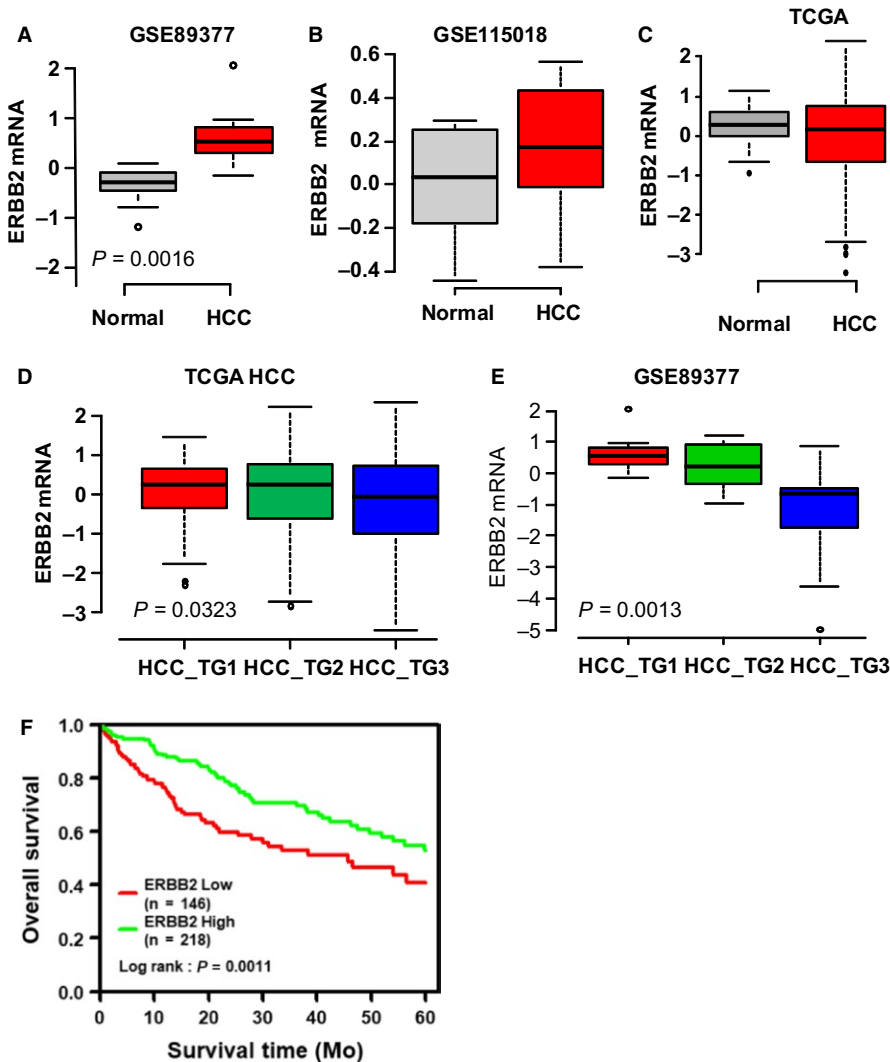 A
GSE89377
ERBB2 mRNA
2
1
0
–1
–2
P = 0.0016
Normal HCC
B
GSE115018
ERBB2 mRNA
0.6
0.4
0.2
0.0
–0.2
–0.4
Normal HCC
C
TCGA
ERBB2 mRNA
2
1
0
–1
–2
–3
Normal HCC
D
TCGA HCC
ERBB2 mRNA
2
1
0
–1
–2
–3
P = 0.0323
HCC_TG1 HCC_TG2 HCC_TG3
E
GSE89377
ERBB2 mRNA
2
1
0
–1
–2
–3
–4
–5
P = 0.0013
HCC_TG1 HCC_TG2 HCC_TG3
F
Overall survival
1.0
0.8
0.6
0.4
0.2
0.0
ERBB2 Low
(n = 146)
ERBB2 High
(n = 218)
Log rank : P = 0.0011
0 10 20 30 40 50 60
Survival time (Mo)